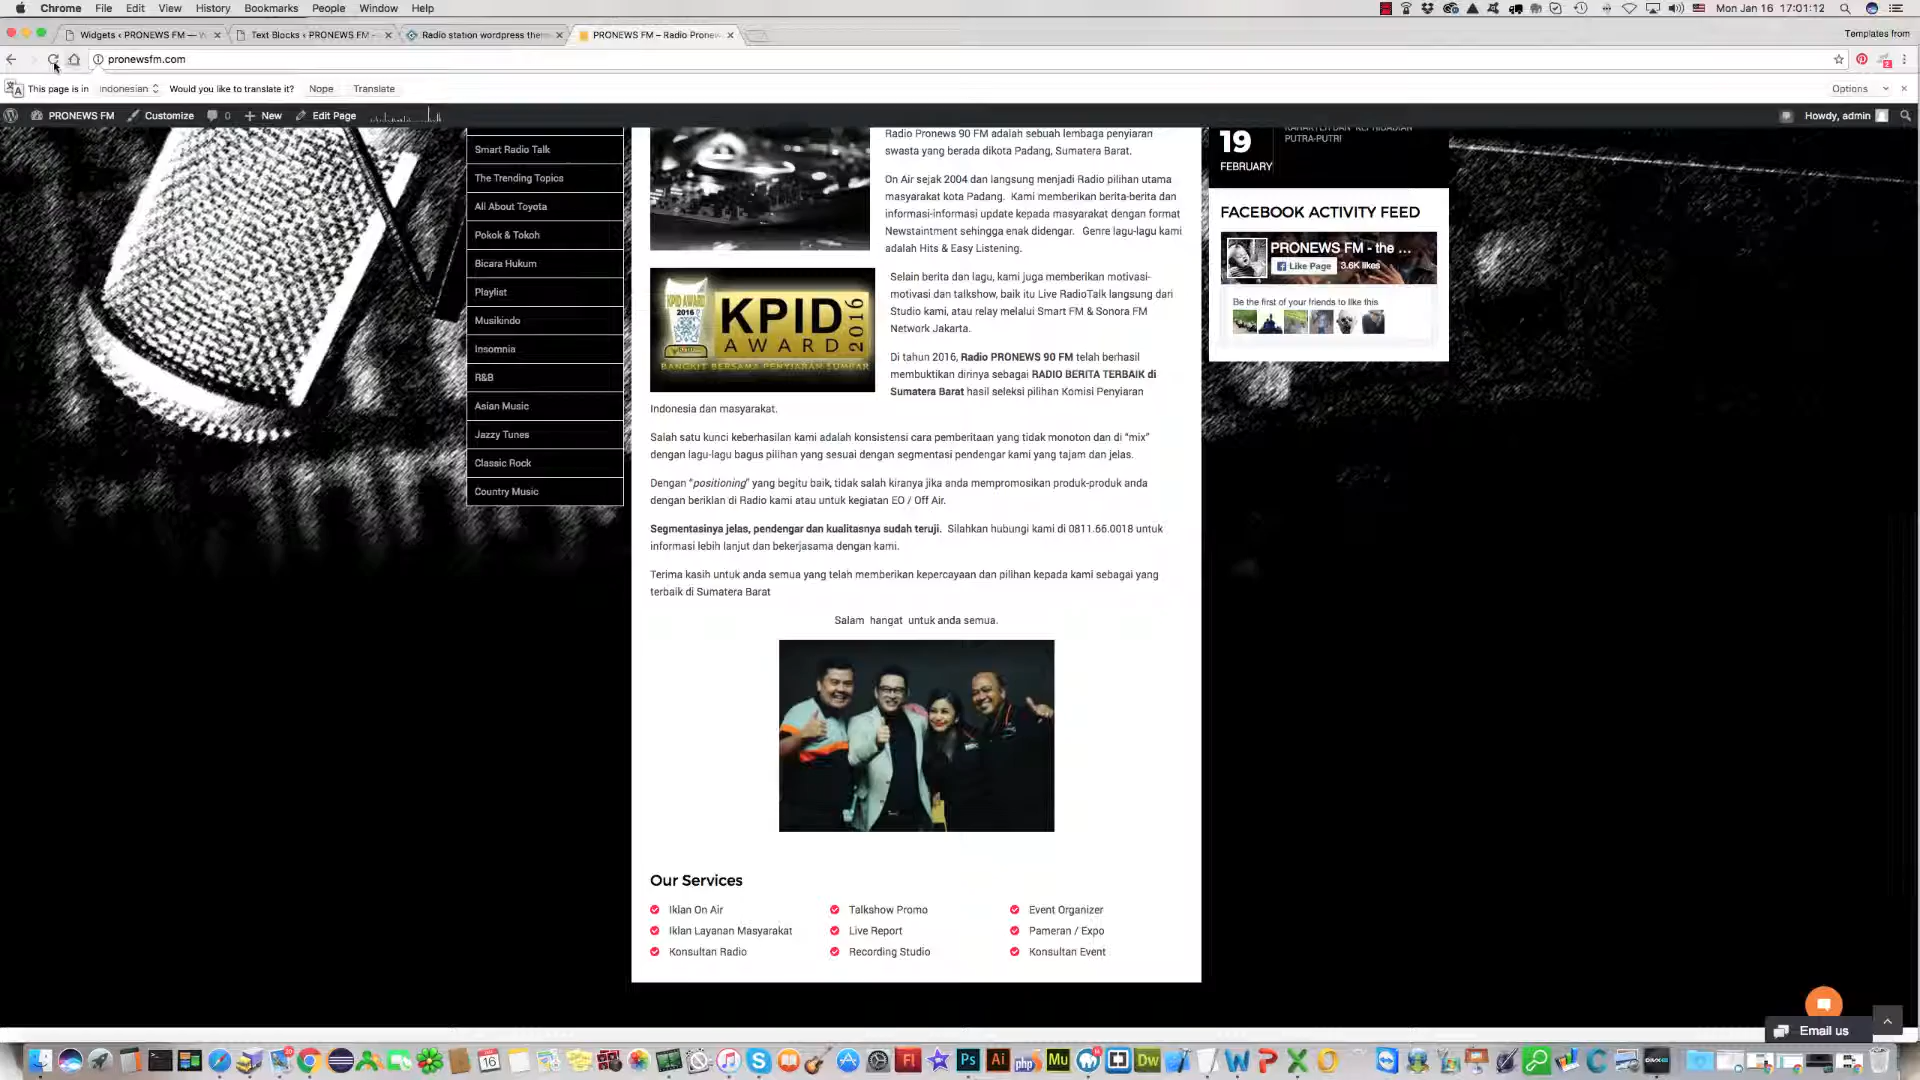 Chrome File Edit View History Bookmarks People Window Help Mon Jan 16 17:01:12
Widgets ‹ PRONEWS FM — W Text Blocks ‹ PRONEWS FM - Radio station wordpress them PRONEWS FM – Radio Pronew Templates from
pronewsfm.com
This page is in Indonesian Would you like to translate it? Nope Translate Options
PRONEWS FM Customize 0 New Edit Page Howdy, admin
Smart Radio Talk
The Trending Topics
All About Toyota
Pokok & Tokoh
Bicara Hukum
Playlist
Musikindo
Insomnia
R&B
Asian Music
Jazzy Tunes
Classic Rock
Country Music
Radio Pronews 90 FM adalah sebuah lembaga penyiaran
swasta yang berada dikota Padang, Sumatera Barat.
On Air sejak 2004 dan langsung menjadi Radio pilihan utama
masyarakat kota Padang. Kami memberikan berita-berita dan
informasi-informasi update kepada masyarakat dengan format
Newstaintment sehingga enak didengar. Genre lagu-lagu kami
adalah Hits & Easy Listening.
KPID
AWARD
2016
KPID AWARD
2016
BANGKIT BERSAMA PENYIARAN SUMBAR
Selain berita dan lagu, kami juga memberikan motivasi-
motivasi dan talkshow, baik itu Live RadioTalk langsung dari
Studio kami, atau relay melalui Smart FM & Sonora FM
Network Jakarta.
Di tahun 2016, Radio PRONEWS 90 FM telah berhasil
membuktikan dirinya sebagai RADIO BERITA TERBAIK di
Sumatera Barat hasil seleksi pilihan Komisi Penyiaran
Indonesia dan masyarakat.
Salah satu kunci keberhasilan kami adalah konsistensi cara pemberitaan yang tidak monoton dan di “mix”
dengan lagu-lagu bagus pilihan yang sesuai dengan segmentasi pendengar kami yang tajam dan jelas.
Dengan “positioning” yang begitu baik, tidak salah kiranya jika anda mempromosikan produk-produk anda
dengan beriklan di Radio kami atau untuk kegiatan EO / Off Air.
Segmentasinya jelas, pendengar dan kualitasnya sudah teruji. Silahkan hubungi kami di 0811.66.0018 untuk
informasi lebih lanjut dan bekerjasama dengan kami.
Terima kasih untuk anda semua yang telah memberikan kepercayaan dan pilihan kepada kami sebagai yang
terbaik di Sumatera Barat
Salam hangat untuk anda semua.
Our Services
Iklan On Air Talkshow Promo Event Organizer
Iklan Layanan Masyarakat Live Report Pameran / Expo
Konsultan Radio Recording Studio Konsultan Event
19
FEBRUARY
PUTRA-PUTRI
FACEBOOK ACTIVITY FEED
PRONEWS FM - the ...
Like Page 3.6K likes
Be the first of your friends to like this
Email us